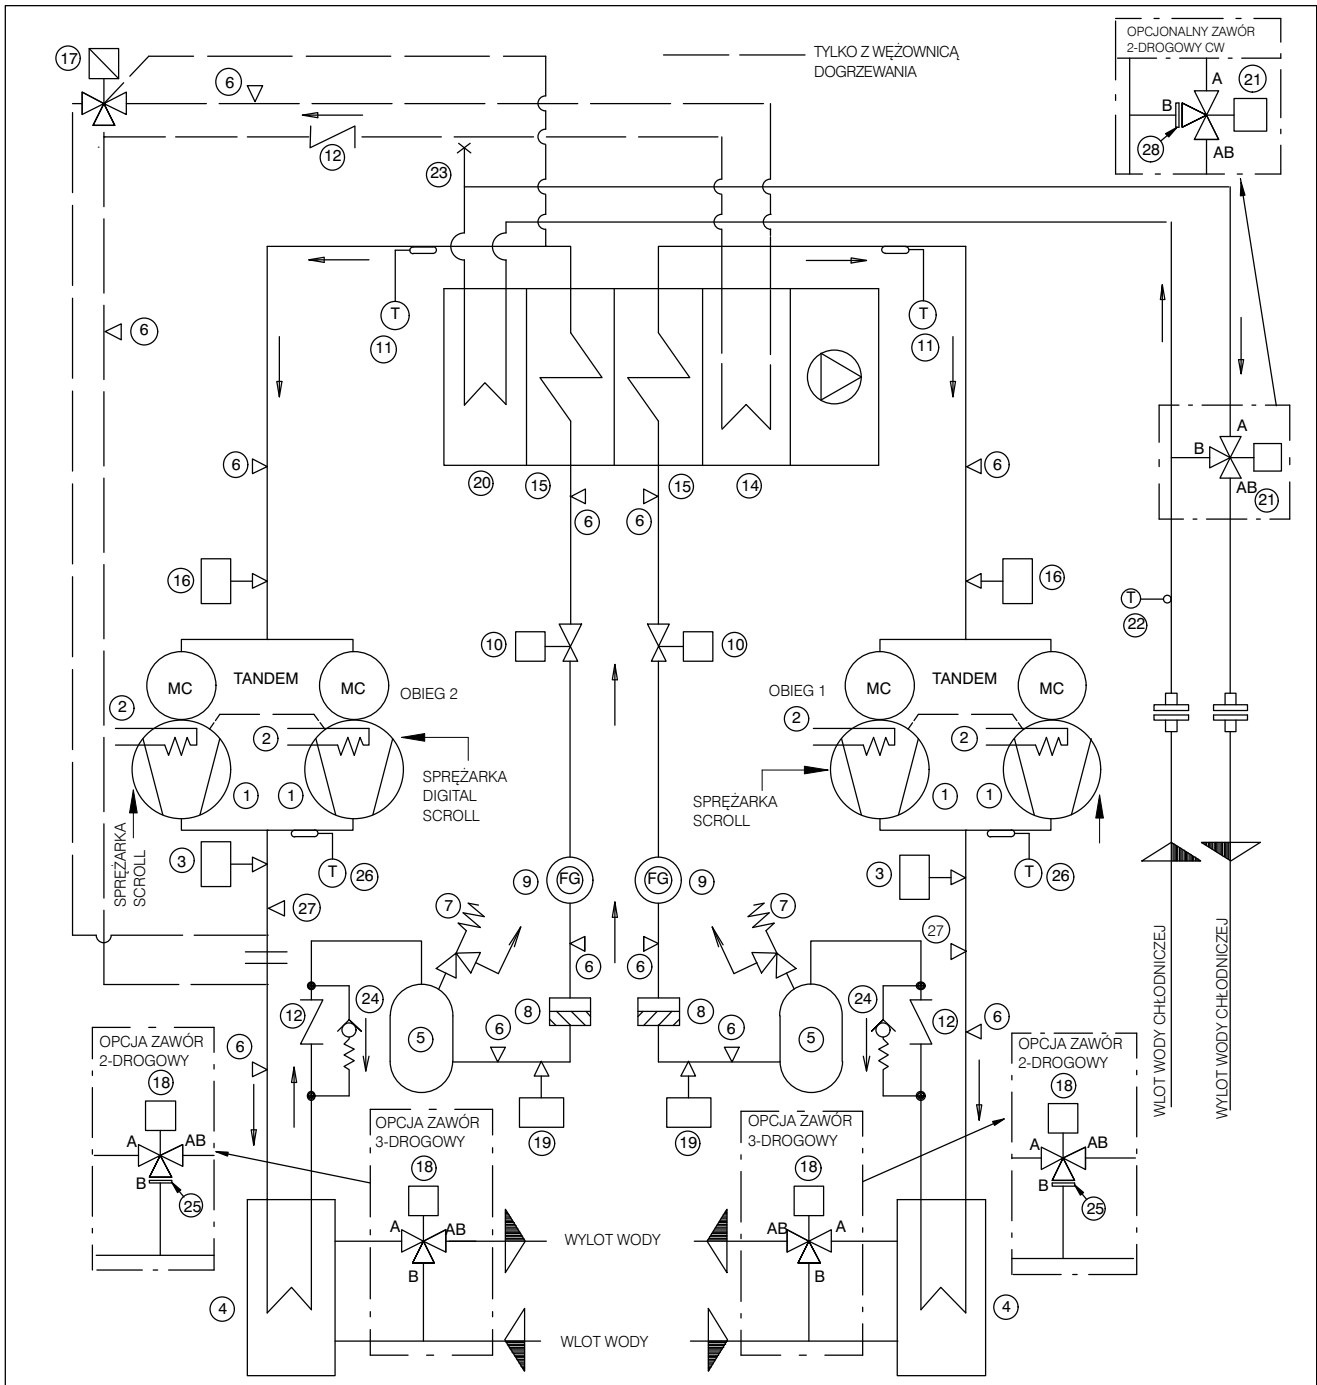 OPCJONALNY ZAWÓR
2-DROGOWY CW
17
6
TYLKO Z WĘŻOWNICĄ
DOGRZEWANIA
A
21
B
28
AB
12
23
6
T
11
T
11
A
B
AB
21
6
20
15
6
6
15
14
6
16
16
T
22
10
10
MC
TANDEM
MC
OBIEG 2
OBIEG 1
MC
TANDEM
MC
2
2
2
2
1
1
1
1
SPRĘŻARKA
SCROLL
SPRĘŻARKA
DIGITAL
SCROLL
SPRĘŻARKA
SCROLL
3
T
26
9
FG
FG
9
3
T
26
27
7
7
27
6
6
WLOT WODY CHŁODNICZEJ
WYLOT WODY CHŁODNICZEJ
12
24
5
6
8
8
6
5
24
12
6
OPCJA ZAWÓR
2-DROGOWY
18
A
AB
B
25
6
19
19
OPCJA ZAWÓR
2-DROGOWY
18
A
AB
B
25
OPCJA ZAWÓR
3-DROGOWY
18
A
AB
B
OPCJA ZAWÓR
3-DROGOWY
18
AB
A
B
WYLOT WODY
4
4
WLOT WODY